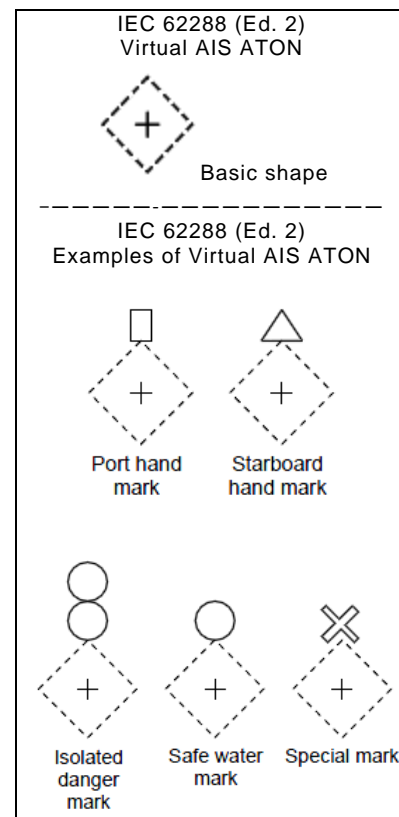 IEC 62288 (Ed. 2)
Virtual AIS ATON
Basic shape
IEC 62288 (Ed. 2)
Examples of Virtual AIS ATON
Port hand
mark
Starboard
hand mark
Isolated
danger
mark
Safe water
mark
Special mark